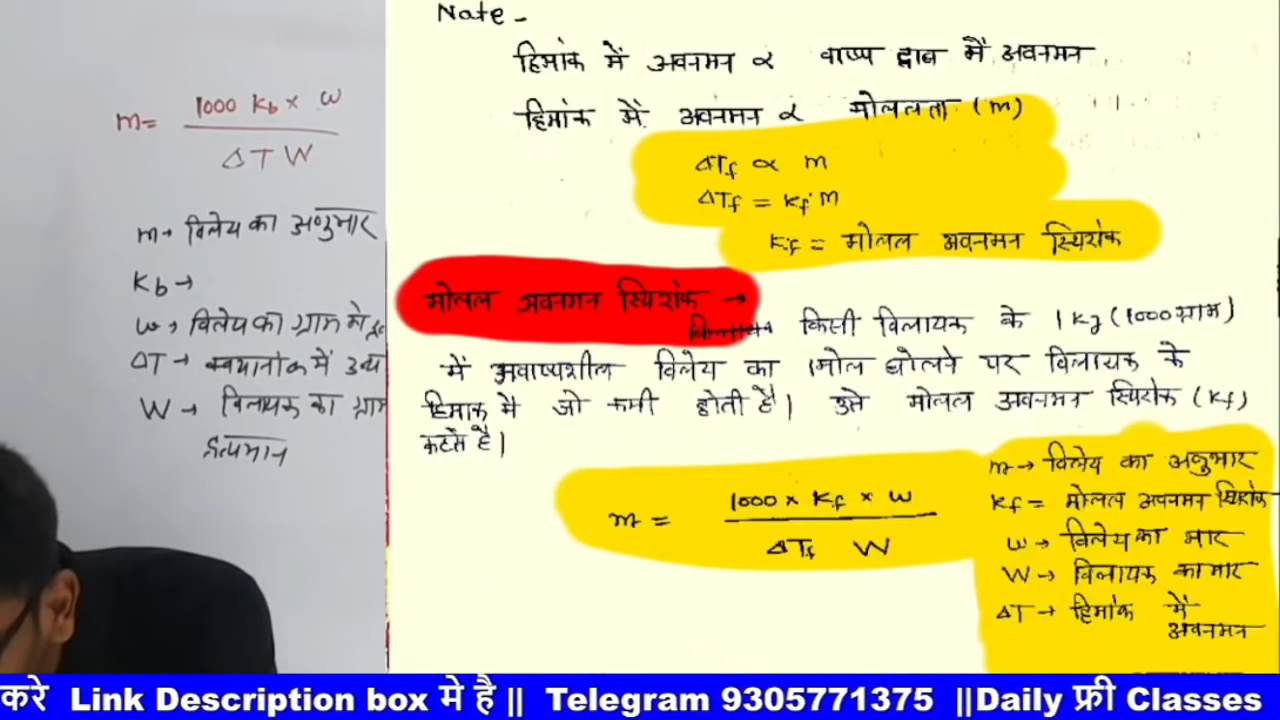 m = 1000 Kb × w
ΔT W
m → विलेय का अणुभार
Kb →
w → विलेय का ग्राम मे
ΔT → क्वथनांक में
W → विलायक का ग्राम
द्रव्यमान
Note -
हिमांक में अवनमन ∝ वाष्प दाब में अवनमन
हिमांक में अवनमन ∝ मोललता (m)
ΔTf ∝ m
ΔTf = Kf m
Kf = मोलल अवनमन स्थिरांक
मोलल अवनमन स्थिरांक →
किसी विलायक के 1 Kg (1000 ग्राम)
में अवाष्पशील विलेय का 1 मोल घोलने पर विलायक के
हिमांक मे जो कमी होती है। उसे मोलल अवनमन स्थिरांक (Kf)
कहते है।
m = 1000 × Kf × w
ΔTf W
m → विलेय का अणुभार
Kf = मोलल अवनमन स्थिरांक
w → विलेय का भार
W → विलायक का भार
ΔT → हिमांक में
अवनमन
करे Link Description box मे है || Telegram 9305771375 ||Daily फ्री Classes